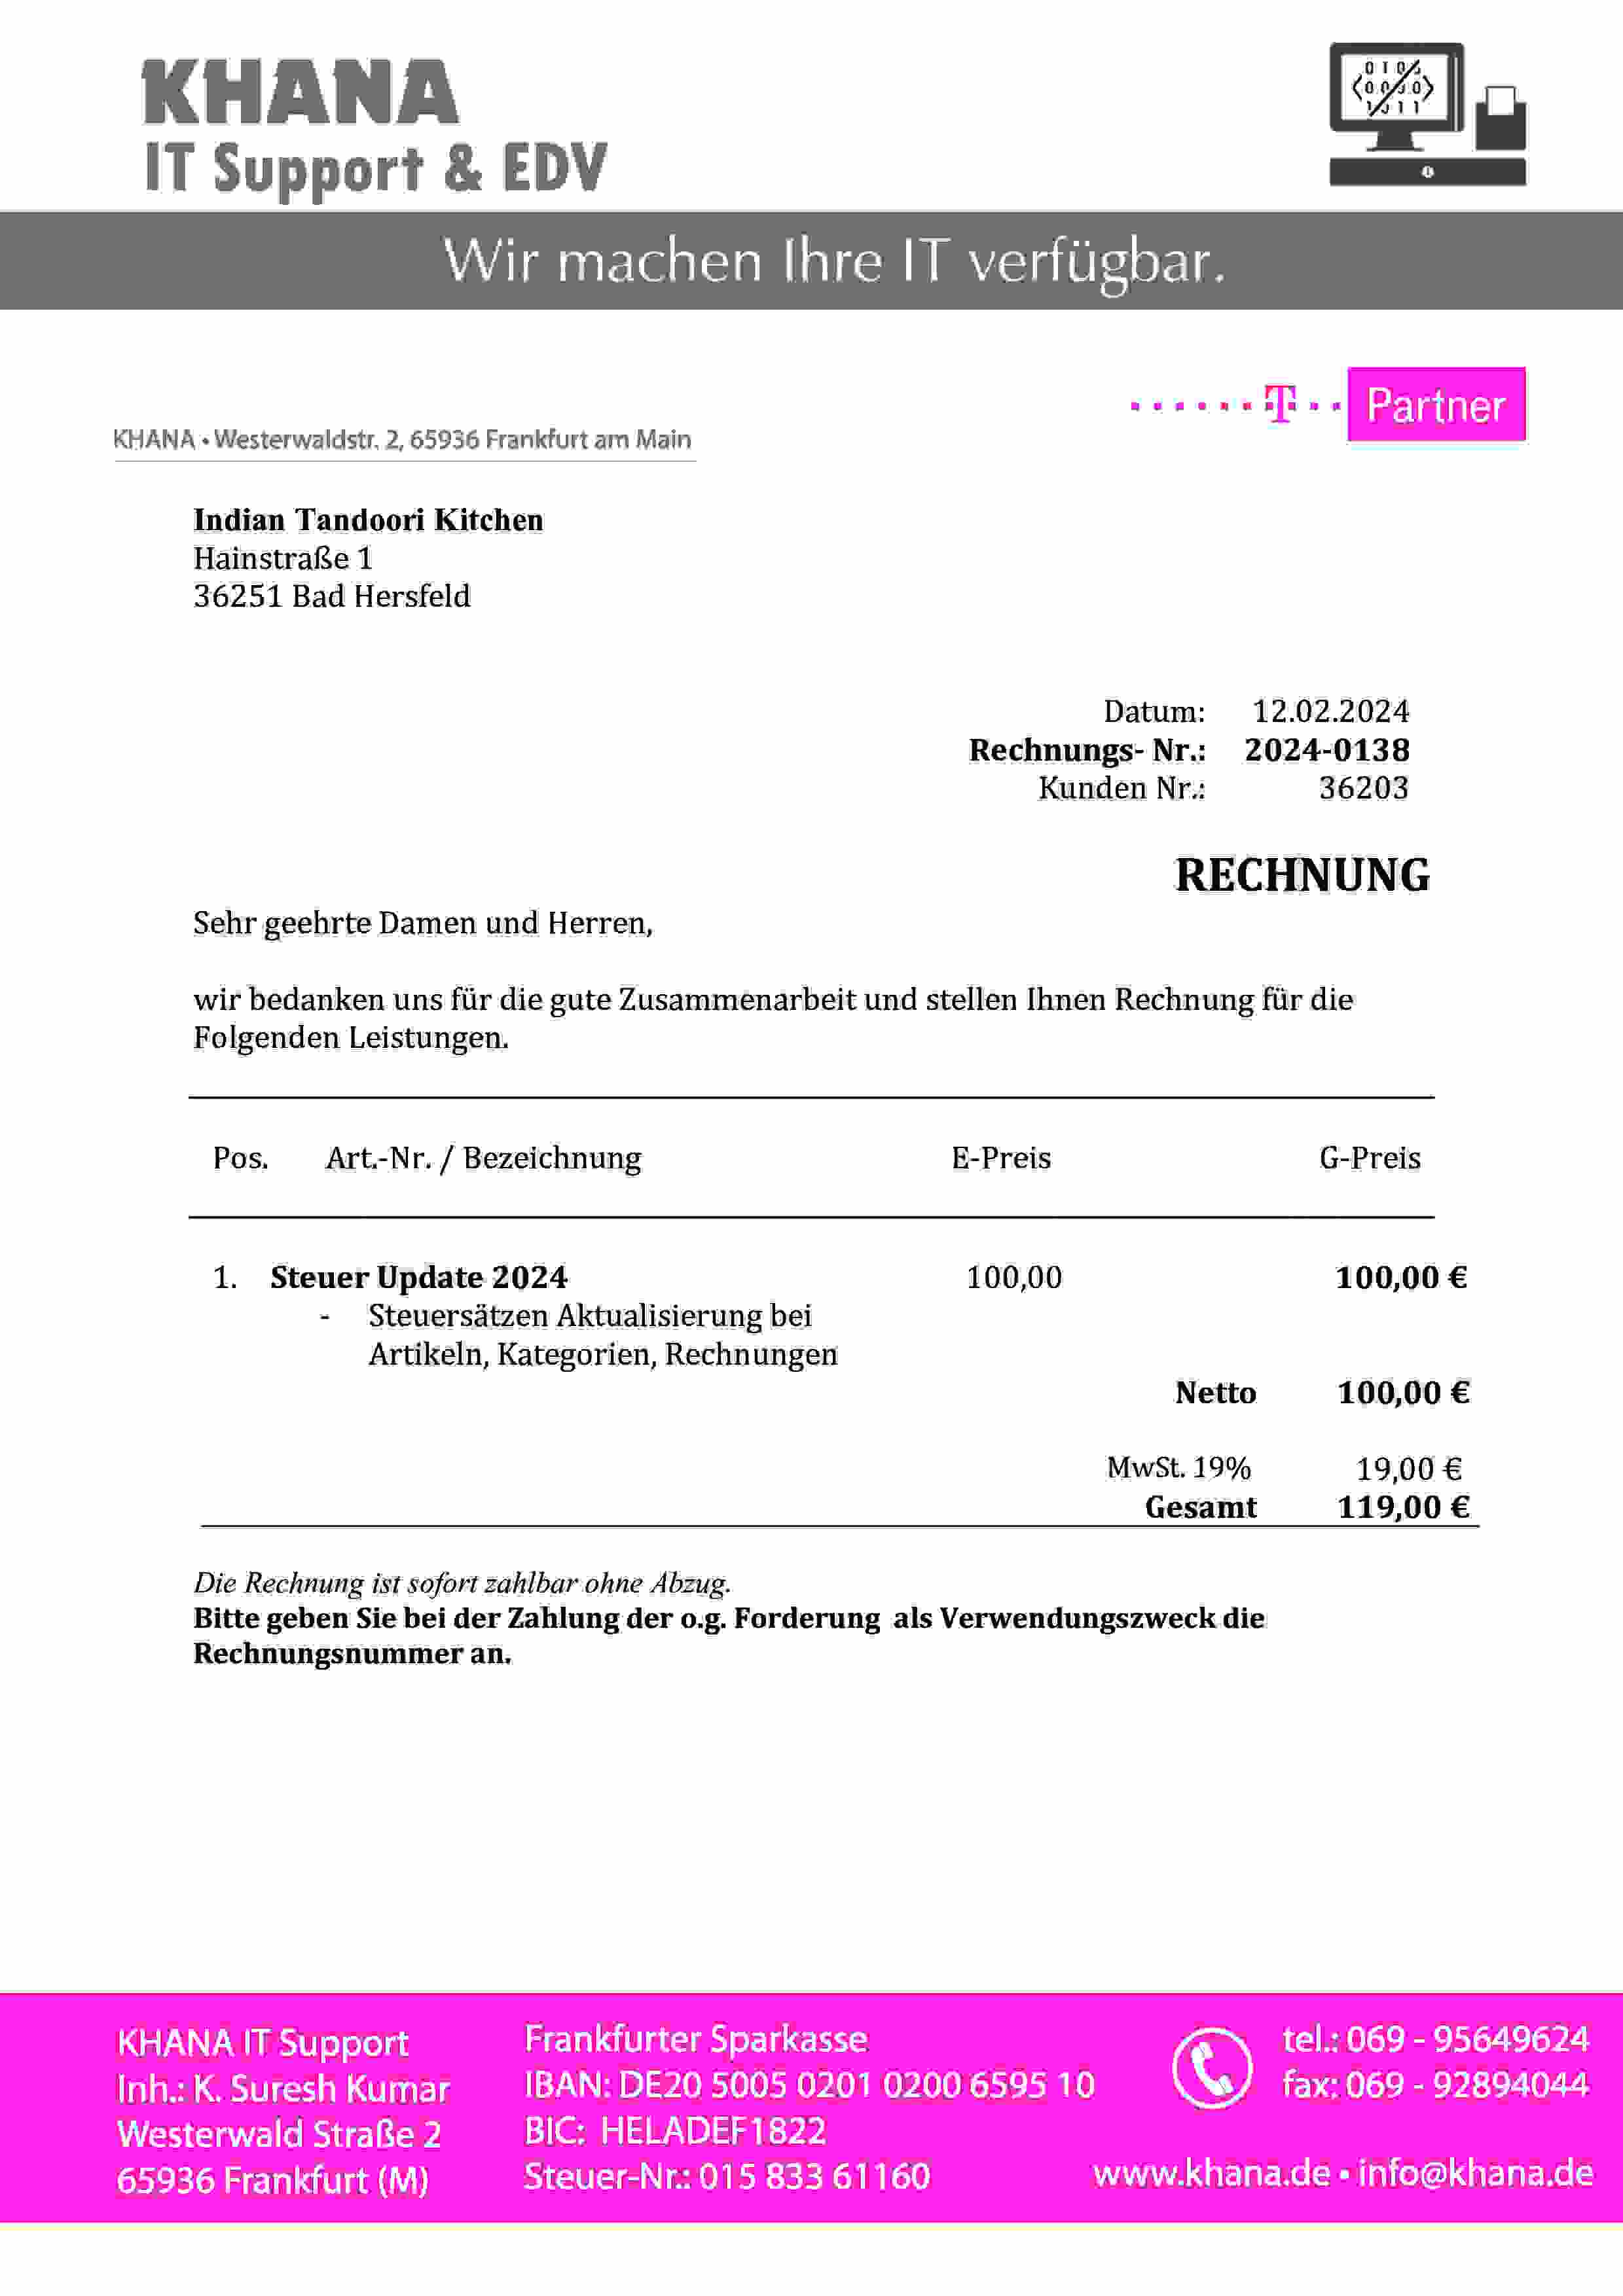 KHANA
IT Support & EDV
Wir machen Ihre IT verfügbar.
T Partner
KHANA • Westerwaldstr. 2, 65936 Frankfurt am Main
Indian Tandoori Kitchen
Hainstraße 1
36251 Bad Hersfeld
Datum: 12.02.2024
Rechnungs- Nr.: 2024-0138
Kunden Nr.: 36203
RECHNUNG
Sehr geehrte Damen und Herren,
wir bedanken uns für die gute Zusammenarbeit und stellen Ihnen Rechnung für die
Folgenden Leistungen.
Pos. Art.-Nr. / Bezeichnung E-Preis G-Preis
1. Steuer Update 2024 100,00 100,00 €
- Steuersätzen Aktualisierung bei
Artikeln, Kategorien, Rechnungen
Netto 100,00 €
MwSt. 19% 19,00 €
Gesamt 119,00 €
Die Rechnung ist sofort zahlbar ohne Abzug.
Bitte geben Sie bei der Zahlung der o.g. Forderung als Verwendungszweck die
Rechnungsnummer an.
KHANA IT Support
Inh.: K. Suresh Kumar
Westerwald Straße 2
65936 Frankfurt (M)
Frankfurter Sparkasse
IBAN: DE20 5005 0201 0200 6595 10
BIC: HELADEF1822
Steuer-Nr.: 015 833 61160
tel.: 069 - 95649624
fax: 069 - 92894044
www.khana.de • info@khana.de